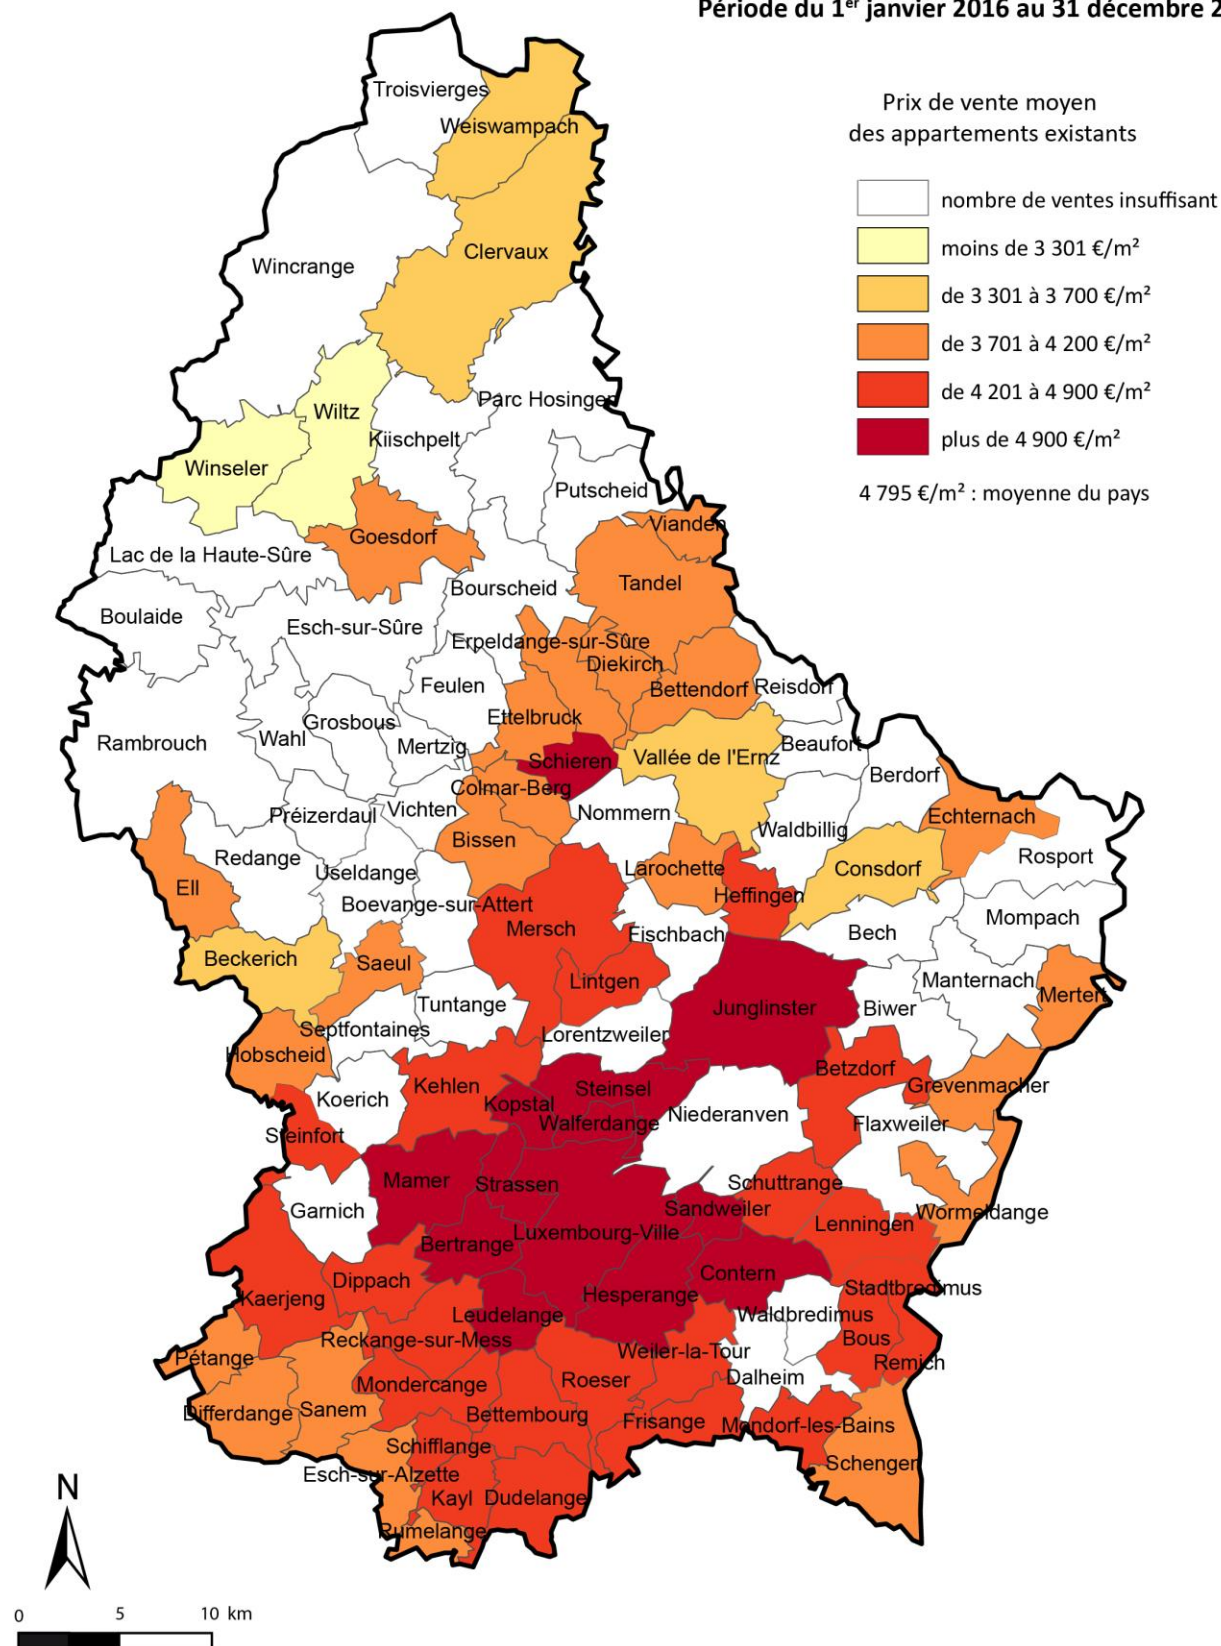 Période du 1er janvier 2016 au 31 décembre 2
Prix de vente moyen
des appartements existants
nombre de ventes insuffisant
moins de 3 301 €/m²
de 3 301 à 3 700 €/m²
de 3 701 à 4 200 €/m²
de 4 201 à 4 900 €/m²
plus de 4 900 €/m²
4 795 €/m² : moyenne du pays
Troisvierges
Weiswampach
Clervaux
Wincrange
Parc Hosingen
Wiltz
Kiischpelt
Winseler
Putscheid
Vianden
Goesdorf
Lac de la Haute-Sûre
Tandel
Bourscheid
Boulaide
Esch-sur-Sûre
Erpeldange-sur-Sûre
Diekirch
Feulen
Bettendorf
Reisdorf
Ettelbruck
Grosbous
Wahl
Mertzig
Rambrouch
Beaufort
Vallée de l'Ernz
Schieren
Berdorf
Colmar-Berg
Vichten
Préizerdaul
Nommern
Echternach
Waldbillig
Bissen
Redange
Rosport
Useldange
Larochette
Consdorf
Ell
Heffingen
Boevange-sur-Attert
Mompach
Mersch
Fischbach
Bech
Beckerich
Saeul
Lintgen
Manternach
Mertert
Tuntange
Junglinster
Biwer
Septfontaines
Lorentzweiler
Hobscheid
Betzdorf
Kehlen
Steinsel
Grevenmacher
Koerich
Kopstal
Niederanven
Walferdange
Flaxweiler
Steinfort
Mamer
Strassen
Schuttrange
Garnich
Sandweiler
Wormeldange
Lenningen
Luxembourg-Ville
Bertrange
Contern
Dippach
Stadtbredimus
Hesperange
Kaerjeng
Leudelange
Waldbredimus
Reckange-sur-Mess
Bous
Weiler-la-Tour
Pétange
Remich
Dalheim
Roeser
Mondercange
Sanem
Differdange
Bettembourg
Frisange
Mondorf-les-Bains
Schifflange
Schengen
Esch-sur-Alzette
Kayl
Dudelange
Rumelange
N
0 5 10 km